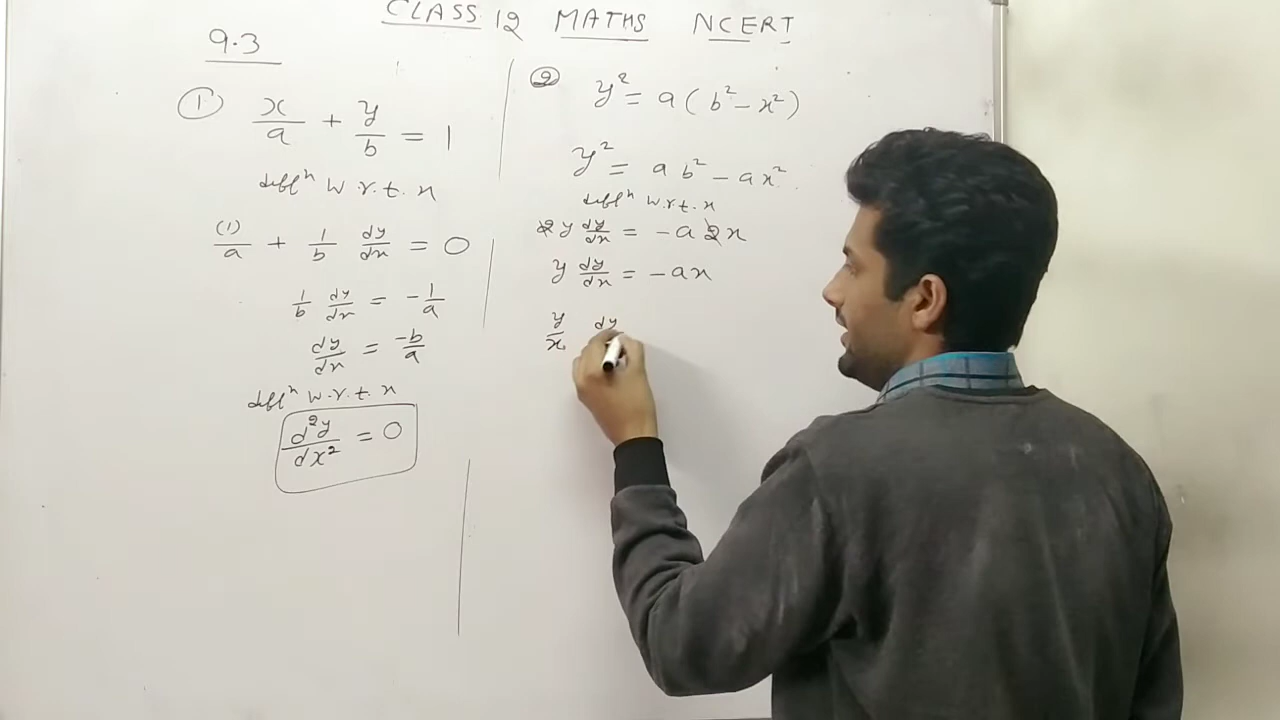 CLASS 12 MATHS NCERT
9.3
① x/a + y/b = 1
diffⁿ w.r.t. x
(1)/a + 1/b dy/dx = 0
1/b dy/dx = -1/a
dy/dx = -b/a
diffⁿ w.r.t. x
d²y/dx² = 0
② y² = a(b² - x²)
y² = ab² - ax²
diffⁿ w.r.t. x
2y dy/dx = -a2x
y dy/dx = -ax
y/x dy